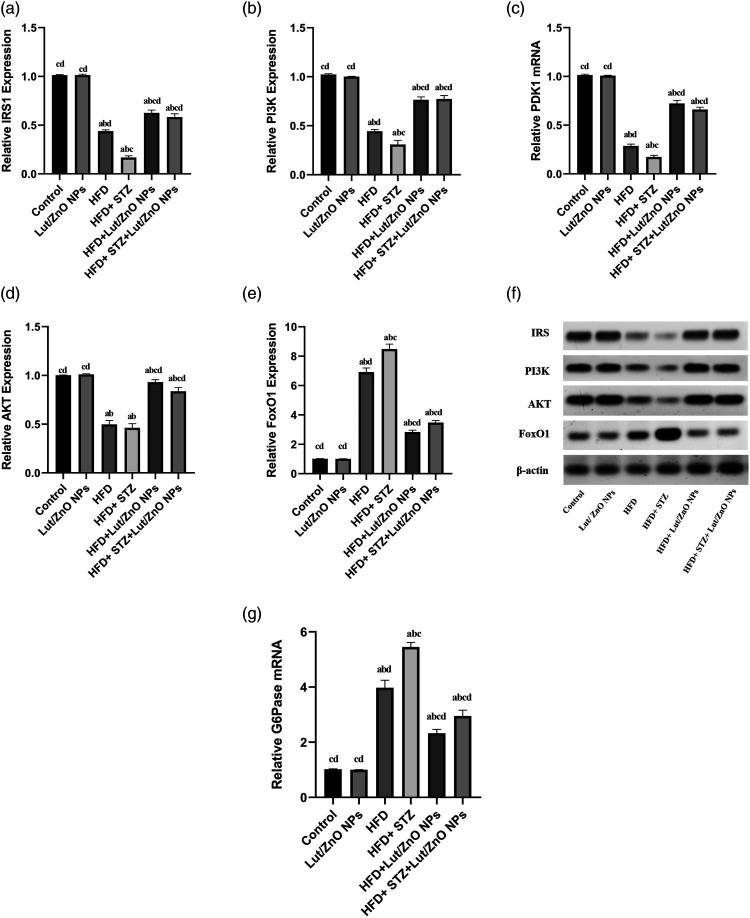 (a)
Relative IRS1 Expression
1.5
1.0
0.5
0.0
cd
cd
abd
abc
abcd
abcd
Control
Lut/ZnO NPs
HFD
HFD+ STZ
HFD+Lut/ZnO NPs
HFD+ STZ+Lut/ZnO NPs
(b)
Relative PI3K Expression
1.5
1.0
0.5
0.0
cd
cd
abd
abc
abcd
abcd
Control
Lut/ZnO NPs
HFD
HFD+ STZ
HFD+Lut/ZnO NPs
HFD+ STZ+Lut/ZnO NPs
(c)
Relative PDK1 mRNA
1.5
1.0
0.5
0.0
cd
cd
abd
abc
abcd
abcd
Control
Lut/ZnO NPs
HFD
HFD+ STZ
HFD+Lut/ZnO NPs
HFD+ STZ+Lut/ZnO NPs
(d)
Relative AKT Expression
1.5
1.0
0.5
0.0
cd
cd
ab
ab
abcd
abcd
Control
Lut/ZnO NPs
HFD
HFD+ STZ
HFD+Lut/ZnO NPs
HFD+ STZ+Lut/ZnO NPs
(e)
Relative FoxO1 Expression
10
8
6
4
2
0
cd
cd
abd
abc
abcd
abcd
Control
Lut/ZnO NPs
HFD
HFD+ STZ
HFD+Lut/ZnO NPs
HFD+ STZ+Lut/ZnO NPs
(f)
IRS
PI3K
AKT
FoxO1
β-actin
Control
Lut/ ZnO NPs
HFD
HFD+ STZ
HFD+ Lut/ZnO NPs
HFD+ STZ+ Lut/ZnO NPs
(g)
Relative G6Pase mRNA
6
4
2
0
cd
cd
abd
abc
abcd
abcd
Control
Lut/ZnO NPs
HFD
HFD+ STZ
HFD+Lut/ZnO NPs
HFD+ STZ+Lut/ZnO NPs